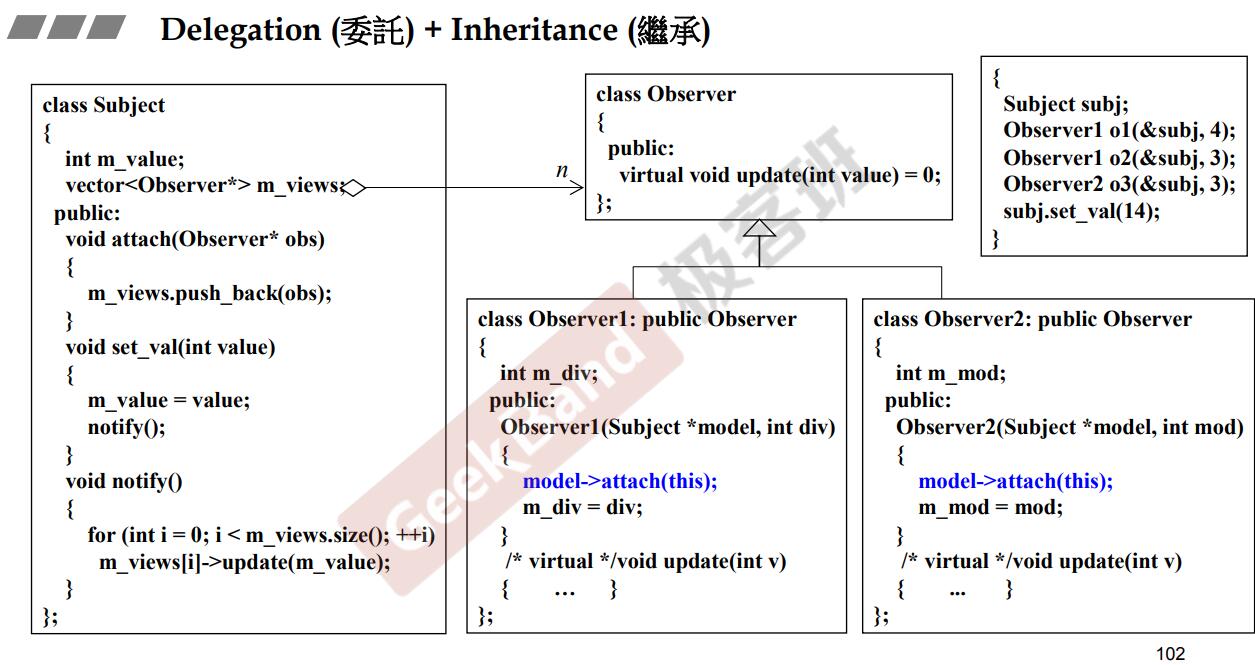 Delegation (委託) + Inheritance (繼承)
class Subject
{
int m_value;
vector<Observer*> m_views;
public:
void attach(Observer* obs)
{
m_views.push_back(obs);
}
void set_val(int value)
{
m_value = value;
notify();
}
void notify()
{
for (int i = 0; i < m_views.size(); ++i)
m_views[i]->update(m_value);
}
};
n
class Observer
{
public:
virtual void update(int value) = 0;
};
{
Subject subj;
Observer1 o1(&subj, 4);
Observer1 o2(&subj, 3);
Observer2 o3(&subj, 3);
subj.set_val(14);
}
class Observer1: public Observer
{
int m_div;
public:
Observer1(Subject *model, int div)
{
model->attach(this);
m_div = div;
}
/* virtual */void update(int v)
{ … }
};
class Observer2: public Observer
{
int m_mod;
public:
Observer2(Subject *model, int mod)
{
model->attach(this);
m_mod = mod;
}
/* virtual */void update(int v)
{ ... }
};
GeekBand 极客班
102